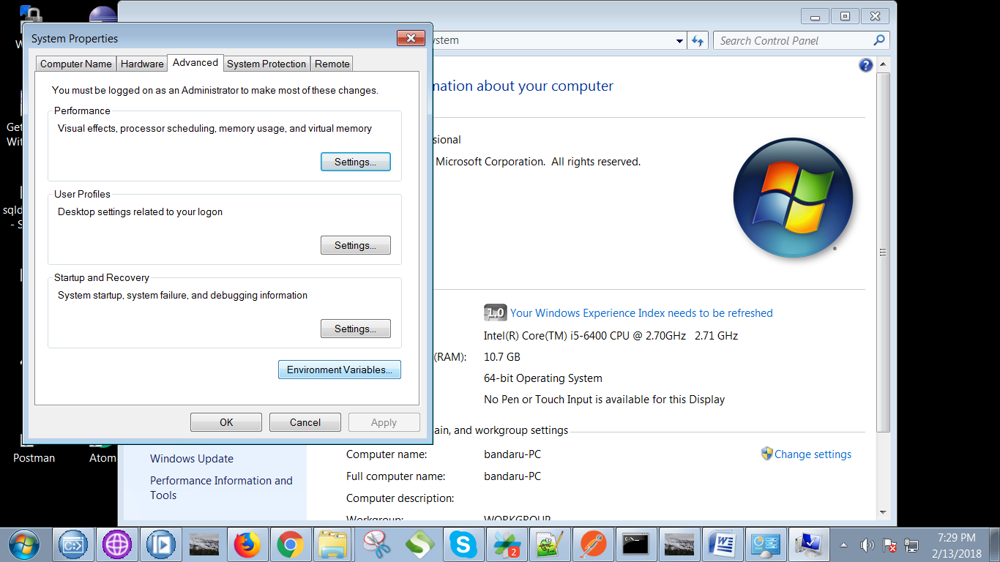 System Properties
Computer Name Hardware Advanced System Protection Remote
You must be logged on as an Administrator to make most of these changes.
Performance
Visual effects, processor scheduling, memory usage, and virtual memory
Settings...
User Profiles
Desktop settings related to your logon
Settings...
Startup and Recovery
System startup, system failure, and debugging information
Settings...
Environment Variables...
OK Cancel Apply
Search Control Panel
about your computer
Microsoft Corporation. All rights reserved.
1.0 Your Windows Experience Index needs to be refreshed
Intel(R) Core(TM) i5-6400 CPU @ 2.70GHz 2.71 GHz
(RAM): 10.7 GB
64-bit Operating System
No Pen or Touch Input is available for this Display
and workgroup settings
Computer name: bandaru-PC
Change settings
Full computer name: bandaru-PC
Computer description:
Workgroup: WORKGROUP
Windows Update
Performance Information and
Tools
Get
Wit
sqld
- S
Postman
Atom
2
7:29 PM
2/13/2018